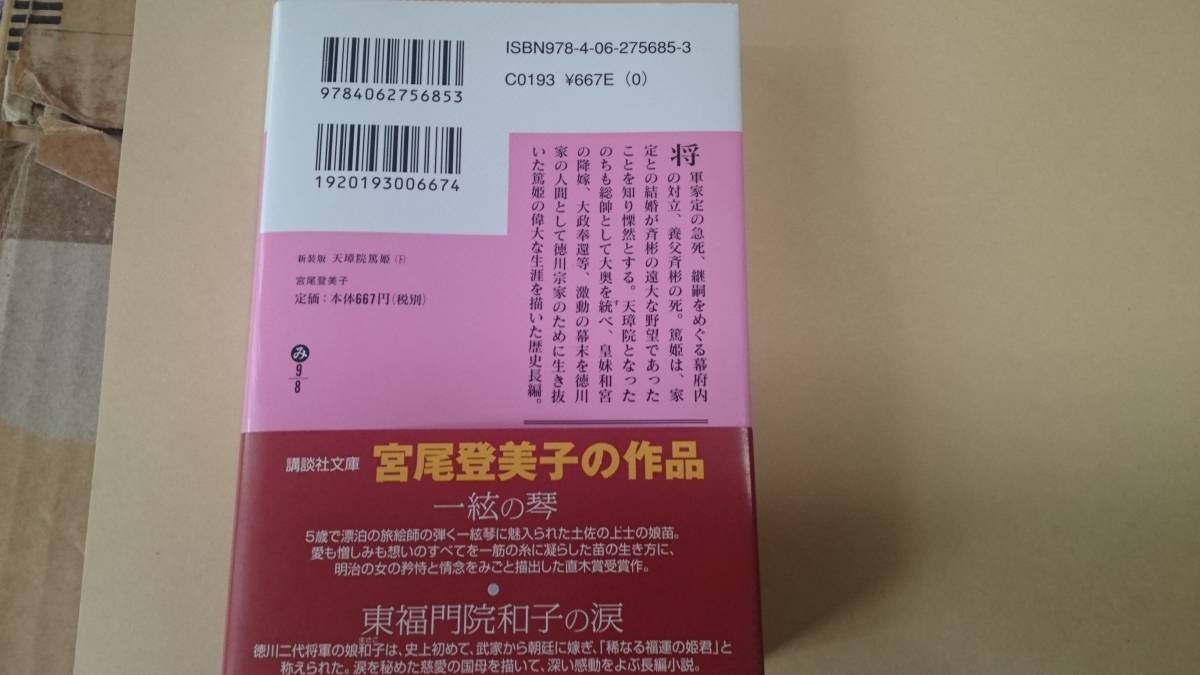 ISBN978-4-06-275685-3
C0193 ¥667E (0)
9784062756853
1920193006674
将軍家定の急死、継嗣をめぐる幕府内
の対立、養父斉彬の死。篤姫は、家
定との結婚が斉彬の遠大な野望であった
ことを知り慄然とする。天璋院となった
のちも総帥として大奥を統べ、皇妹和宮
す
の降嫁、大政奉還等、激動の幕末を徳川
家の人間として徳川宗家のために生き抜
いた篤姫の偉大な生涯を描いた歴史長編。
新装版 天璋院篤姫(下)
宮尾登美子
定価:本体667円(税別)
み
9
8
講談社文庫 宮尾登美子の作品
一絃の琴
5歳で漂泊の旅絵師の弾く一絃琴に魅入られた土佐の上士の娘苗。
愛も憎しみも想いのすべてを一筋の糸に凝らした苗の生き方に、
明治の女の矜恃と情念をみごと描出した直木賞受賞作。
●
東福門院和子の涙
まさこ
徳川二代将軍の娘和子は、史上初めて、武家から朝廷に嫁ぎ、「稀なる福運の姫君」と
称えられた。涙を秘めた慈愛の国母を描いて、深い感動をよぶ長編小説。